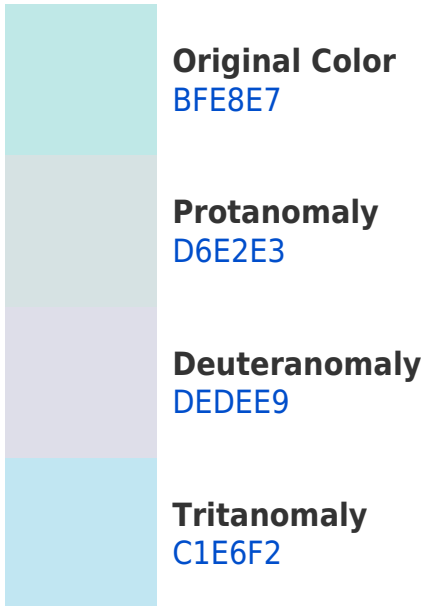 Original Color
BFE8E7
Protanomaly
D6E2E3
Deuteranomaly
DEDEE9
Tritanomaly
C1E6F2